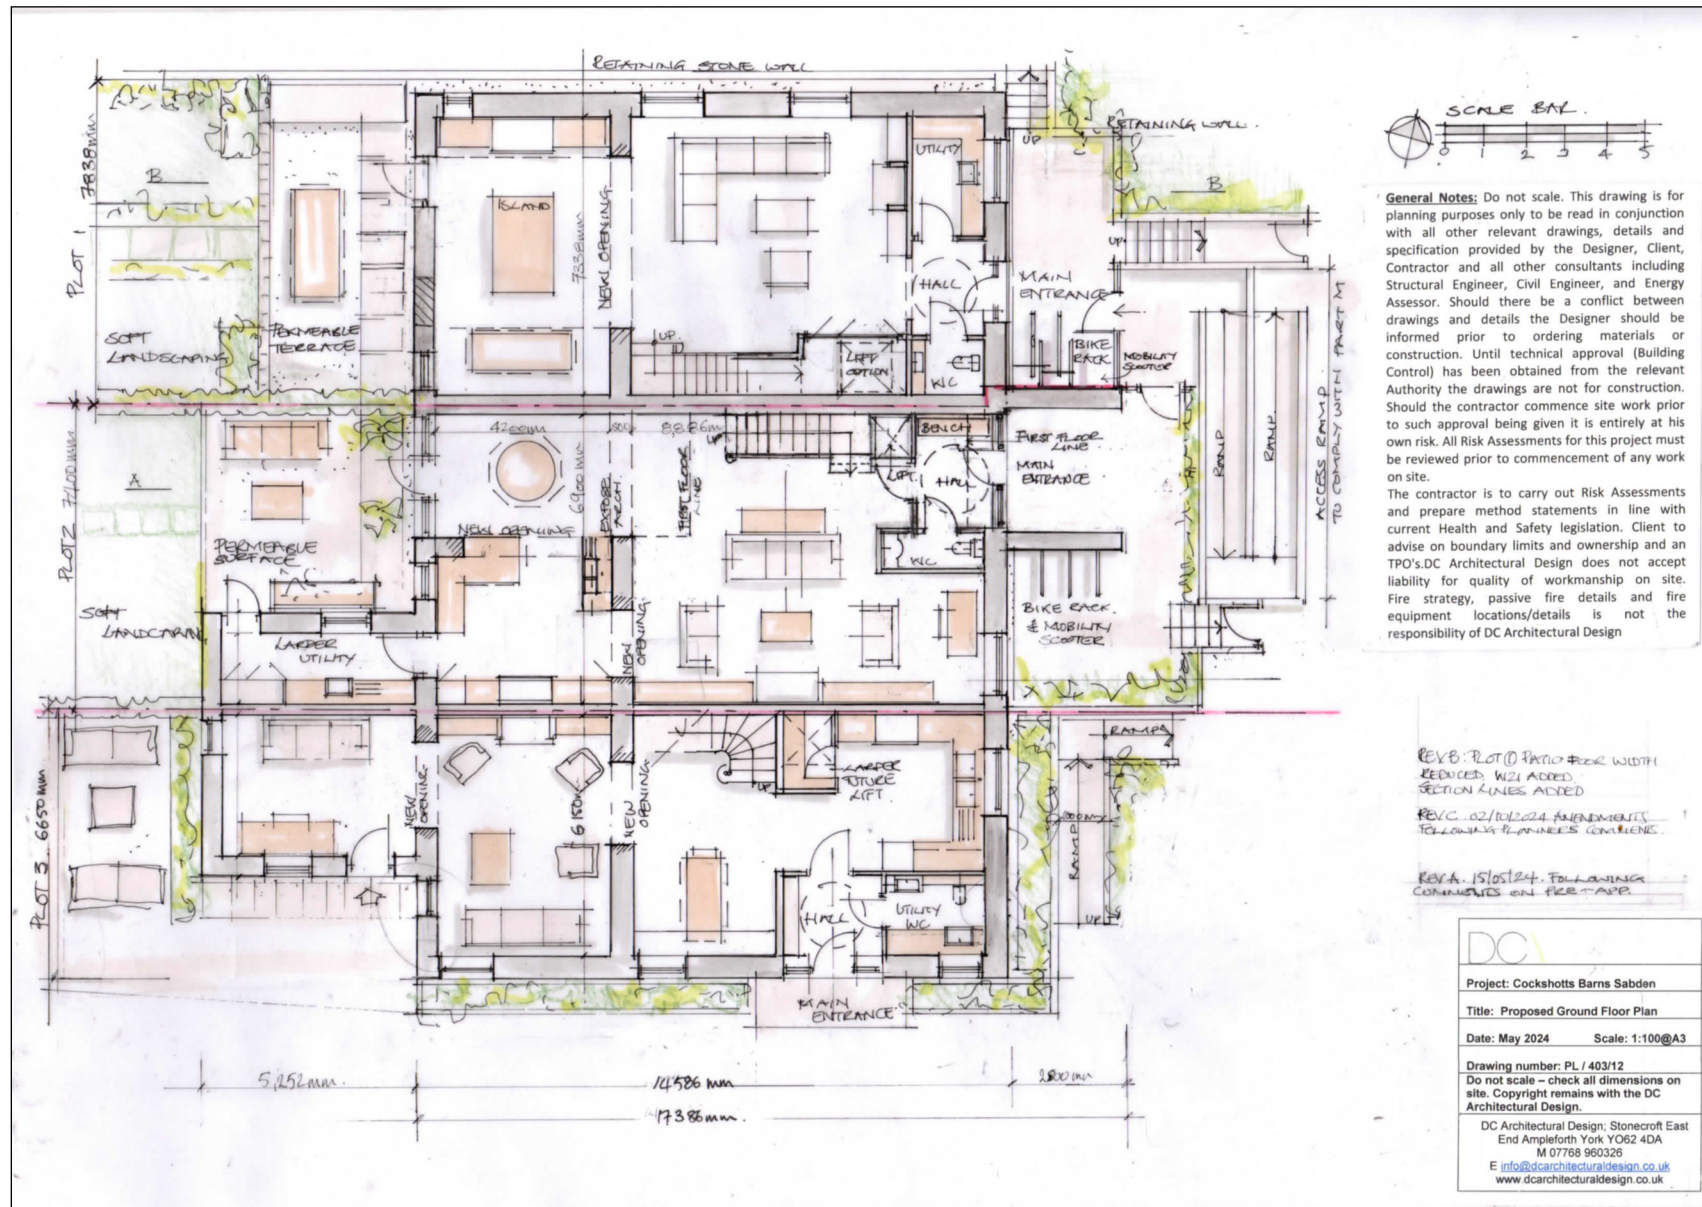 RETAINING STONE WALL
SCALE BAR.
0 1 2 3 4 5
RETAINING WALL.
UP
B
B
UTILITY
ISLAND
7838mm
PLOT 1
7338mm
NEW OPENING
UP
HALL
MAIN
ENTRANCE
SOFT
LANDSCAPING
PERMEABLE
TERRACE
UP.
LIFT
OPTION
W.C
BIKE
RACK
MOBILITY
SCOOTER
ACCESS RAMP
TO COMPLY WITH PART M
RAMP
RAMP
General Notes: Do not scale. This drawing is for
planning purposes only to be read in conjunction
with all other relevant drawings, details and
specification provided by the Designer, Client,
Contractor and all other consultants including
Structural Engineer, Civil Engineer, and Energy
Assessor. Should there be a conflict between
drawings and details the Designer should be
informed prior to ordering materials or
construction. Until technical approval (Building
Control) has been obtained from the relevant
Authority the drawings are not for construction.
Should the contractor commence site work prior
to such approval being given it is entirely at his
own risk. All Risk Assessments for this project must
be reviewed prior to commencement of any work
on site.
The contractor is to carry out Risk Assessments
and prepare method statements in line with
current Health and Safety legislation. Client to
advise on boundary limits and ownership and an
TPO's.DC Architectural Design does not accept
liability for quality of workmanship on site.
Fire strategy, passive fire details and fire
equipment locations/details is not the
responsibility of DC Architectural Design
4200mm
UP
BENCH
FIRST FLOOR
LINE
MAIN
ENTRANCE
PLOT 2
A
6900mm
EXPOSE
ARCH.
FIRST FLOOR
LINE
LIFT.
HALL
NEW OPENING
PERMEABLE
SURFACE
W.C
BIKE RACK.
& MOBILITY
SCOOTER
SOFT
LARDER
UTILITY.
NEW
OPENING
RAMP
PLOT 3
6650mm
NEW
OPENING
6150mm
NEW
OPENING
UP
LARDER
FUTURE
LIFT.
RAMP
UP
HALL
UTILITY
WC
MAIN
ENTRANCE
REV.B: PLOT ① PATIO DOOR WIDTH
REDUCED. W21 ADDED.
SECTION LINES ADDED
REV.C. 02/10/2024 AMENDMENTS
FOLLOWING PLANNERS COMMENTS.
REV.A. 15/05/24. FOLLOWING
COMMENTS ON PRE-APP.
5,252mm.
14586 mm
2800mm
17386mm.
DC
Project: Cockshotts Barns Sabden
Title: Proposed Ground Floor Plan
Date: May 2024 Scale: 1:100@A3
Drawing number: PL / 403/12
Do not scale – check all dimensions on
site. Copyright remains with the DC
Architectural Design.
DC Architectural Design; Stonecroft East
End Ampleforth York YO62 4DA
M 07768 960326
E info@dcarchitecturaldesign.co.uk
www.dcarchitecturaldesign.co.uk